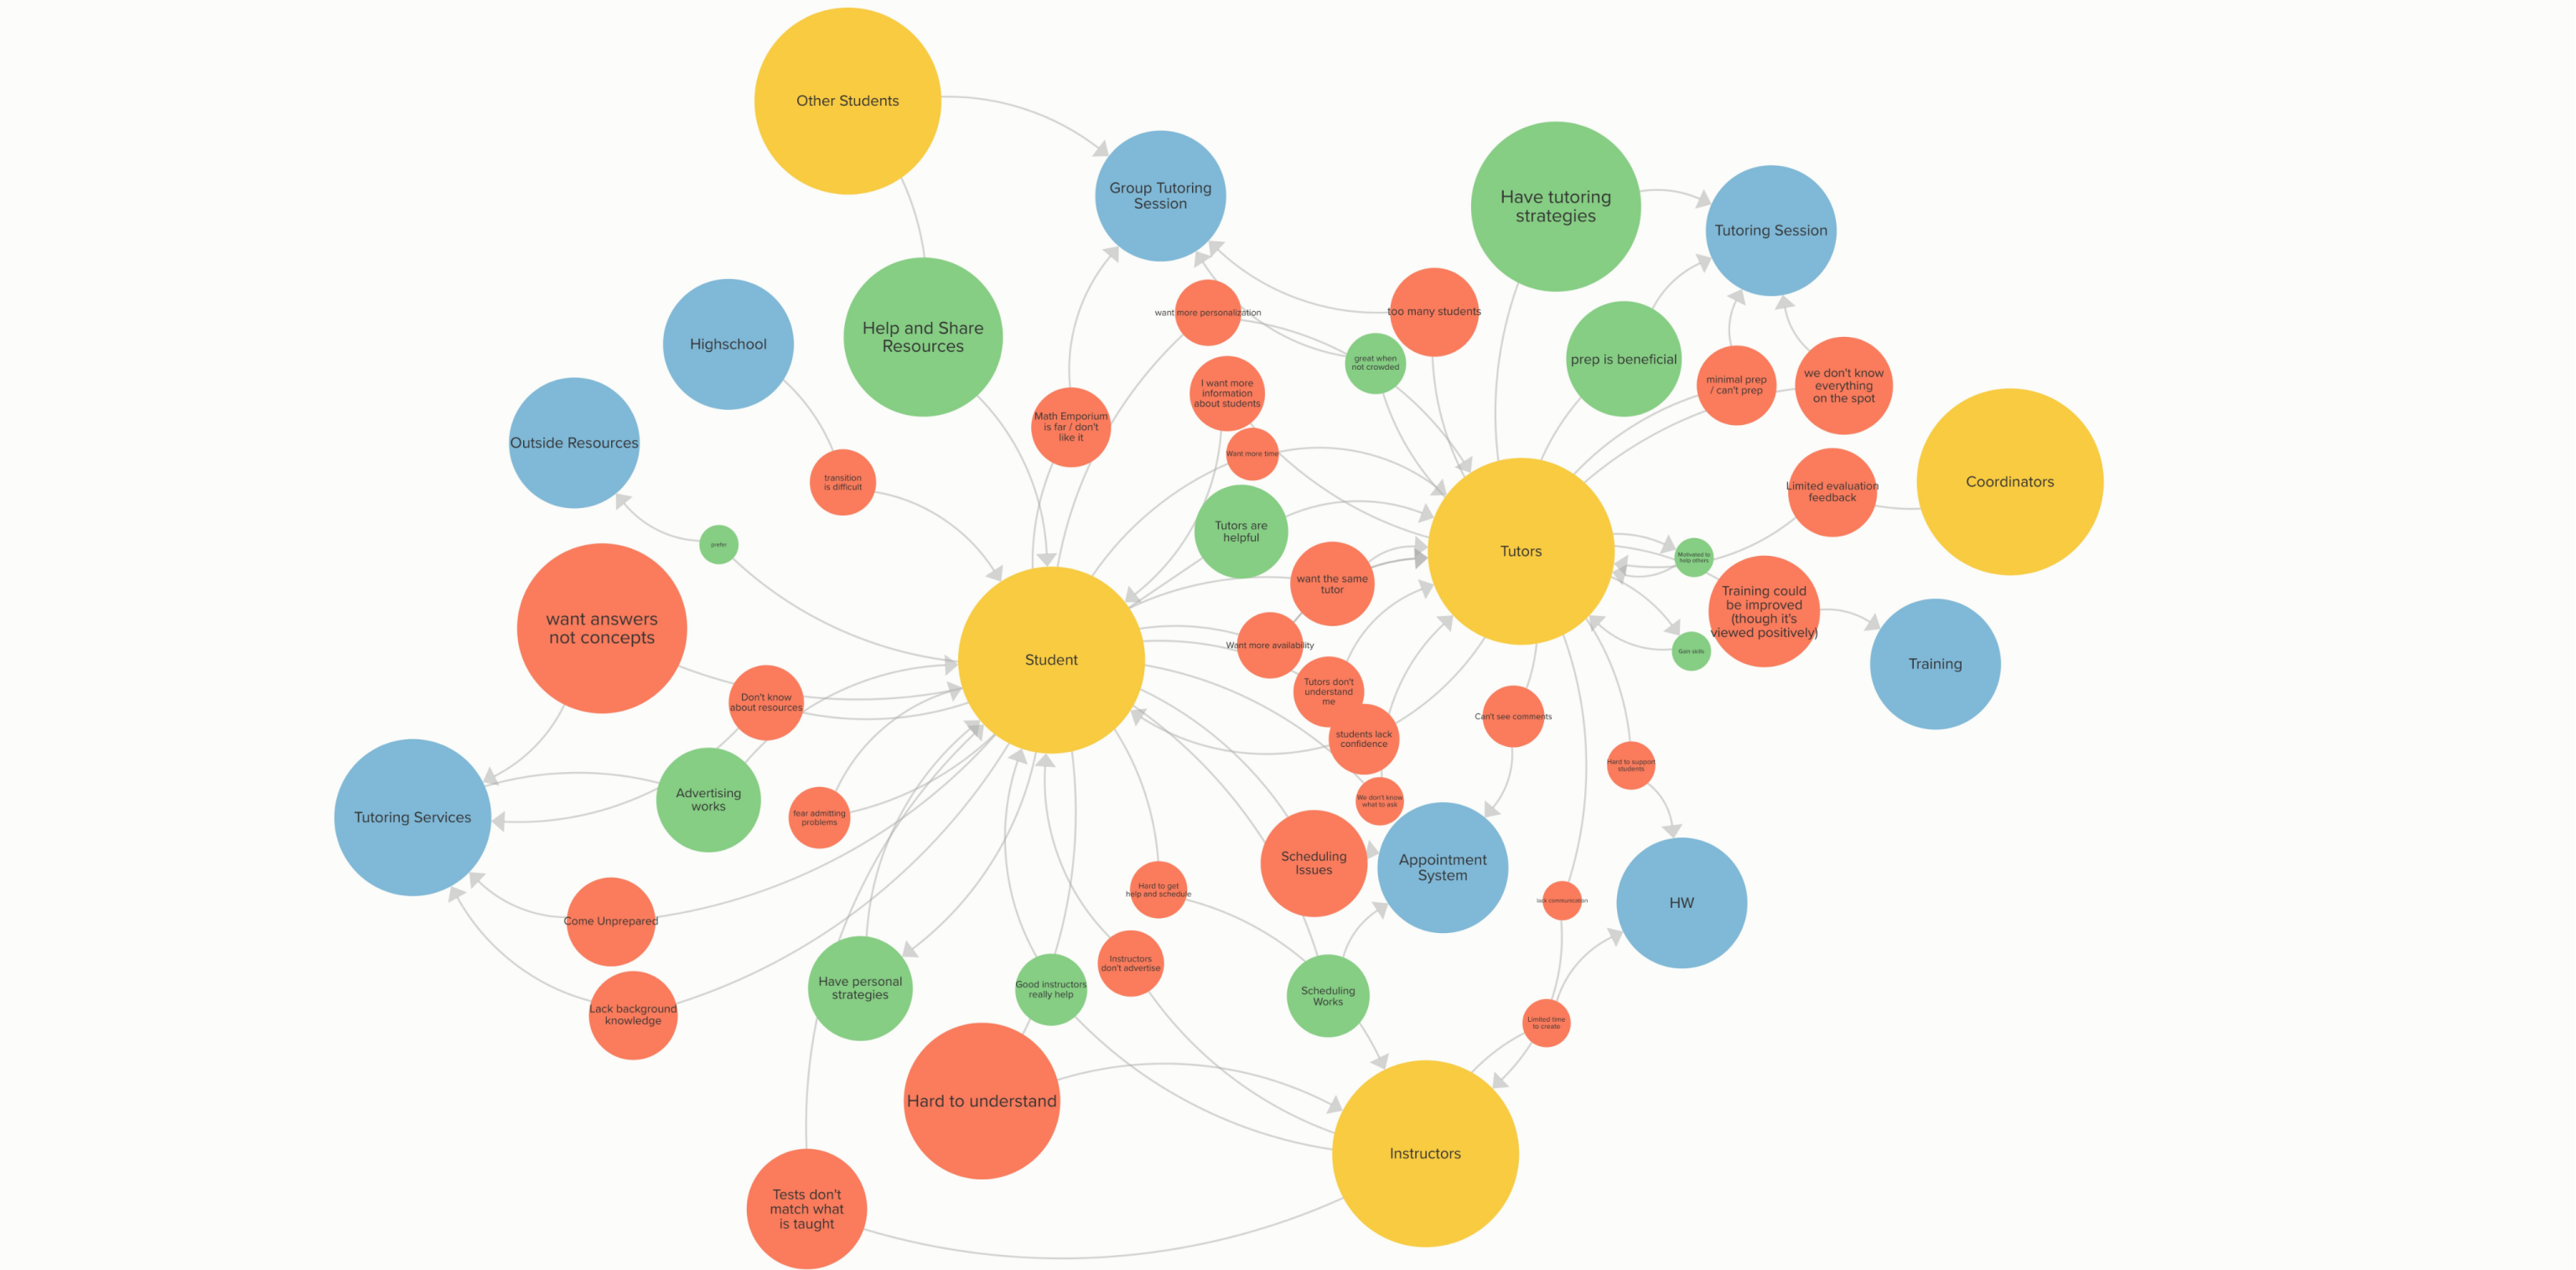 Other Students
Group Tutoring
Session
Have tutoring
strategies
Tutoring Session
Help and Share
Resources
Highschool
want more personalization
too many students
great when
not crowded
prep is beneficial
minimal prep
/ can't prep
we don't know
everything
on the spot
I want more
information
about students
Math Emporium
is far / don't
like it
Outside Resources
Want more time
transition
is difficult
Limited evaluation
feedback
Coordinators
Tutors are
helpful
prefer
Tutors
Motivated to
help others
want the same
tutor
Training could
be improved
(though it's
viewed positively)
want answers
not concepts
Student
Want more availability
Gain skills
Training
Don't know
about resources
Tutors don't
understand
me
students lack
confidence
Can't see comments
Hard to support
students
Advertising
works
Tutoring Services
fear admitting
problems
We don't know
what to ask
Scheduling
Issues
Appointment
System
Hard to get
help and schedule
lack communication
HW
Come Unprepared
Instructors
don't advertise
Have personal
strategies
Good instructors
really help
Scheduling
Works
Lack background
knowledge
Limited time
to create
Hard to understand
Instructors
Tests don't
match what
is taught